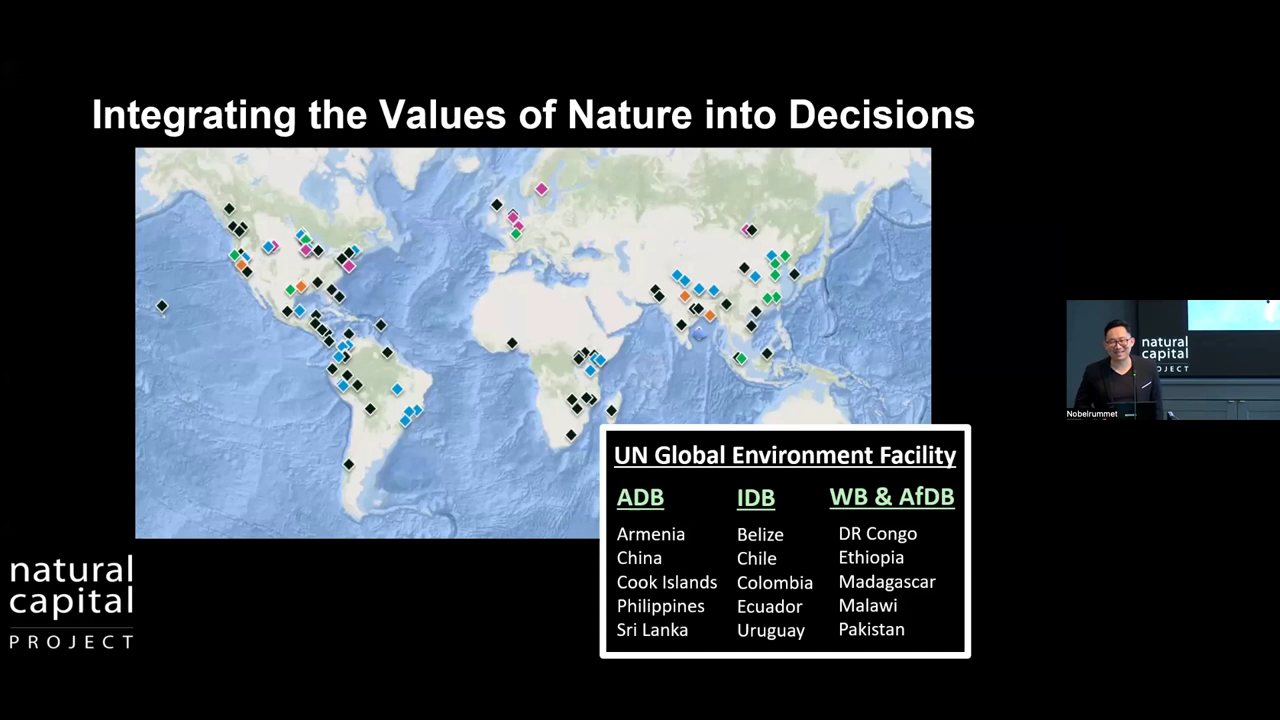 Integrating the Values of Nature into Decisions
natural
capital
PROJECT
Nobelrummet
UN Global Environment Facility
ADB IDB WB & AfDB
Armenia Belize DR Congo
China Chile Ethiopia
Cook Islands Colombia Madagascar
Philippines Ecuador Malawi
Sri Lanka Uruguay Pakistan
natural
capital
PROJECT